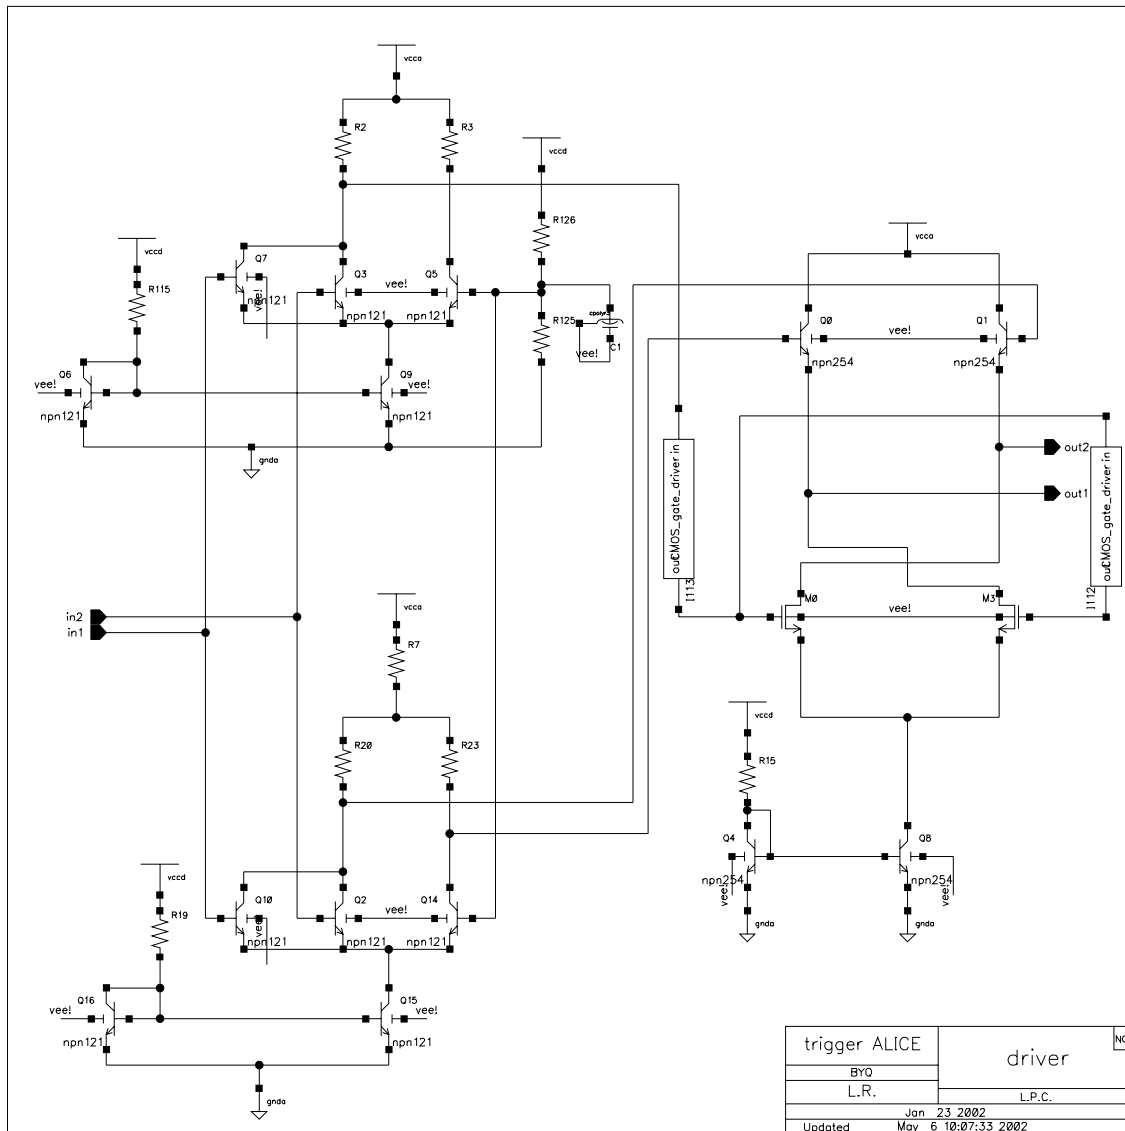 vcca
R2
R3
vccd
R126
vccd
vcca
R115
Q7
Q3
vee!
Q5
npn121
vee!
npn121
npn121
R125
cpolyrs
C1
vee!
Q0
vee!
Q1
npn254
npn254
Q6
vee!
Q9
vee!
npn121
npn121
gnda
out2
out1
outCMOS_gate_driver in
I113
outCMOS_gate_driver in
I112
M0
vee!
M3
in2
in1
vcca
R7
R20
R23
vccd
R15
Q4
Q8
npn254
npn254
vee!
vee!
gnda
gnda
vccd
R19
Q10
Q2
vee!
Q14
npn121
vee!
npn121
npn121
Q16
vee!
Q15
vee!
npn121
npn121
gnda
trigger ALICE
driver
BYQ
L.R.
L.P.C.
Jan 23 2002
Updated May 6 10:07:33 2002